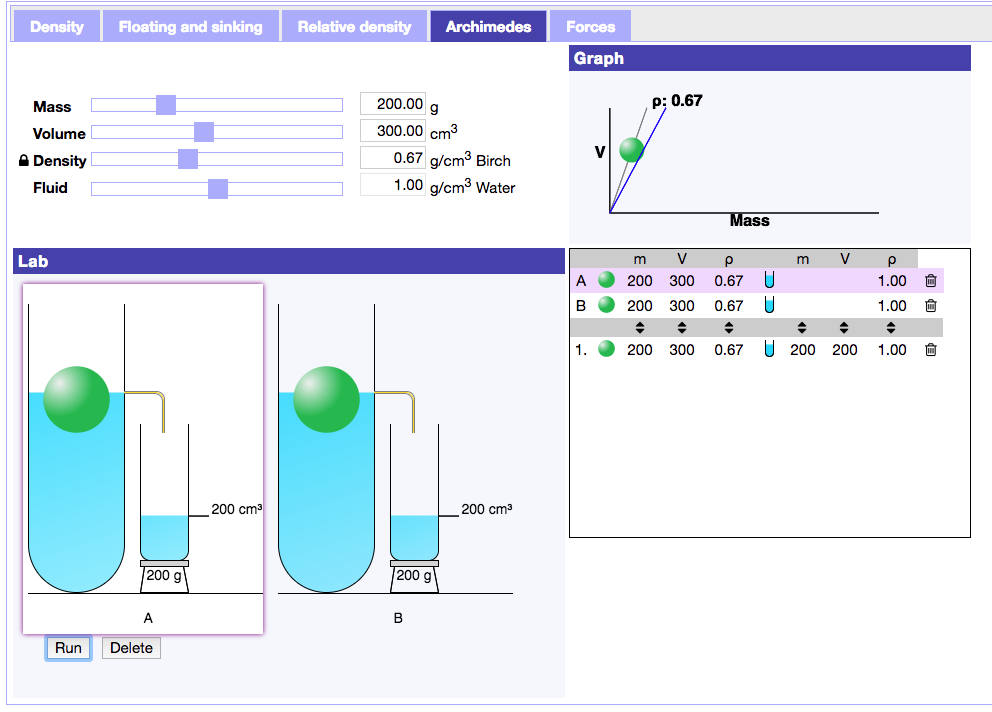 Density Floating and sinking Relative density Archimedes Forces
Mass 200.00 g
Volume 300.00 cm³
Density 0.67 g/cm³ Birch
Fluid 1.00 g/cm³ Water
Graph
ρ: 0.67
V
Mass
Lab
200 cm³ 200 cm³
200 g 200 g
A B
Run Delete
m V ρ m V ρ
A 200 300 0.67 1.00
B 200 300 0.67 1.00
1. 200 300 0.67 200 200 1.00